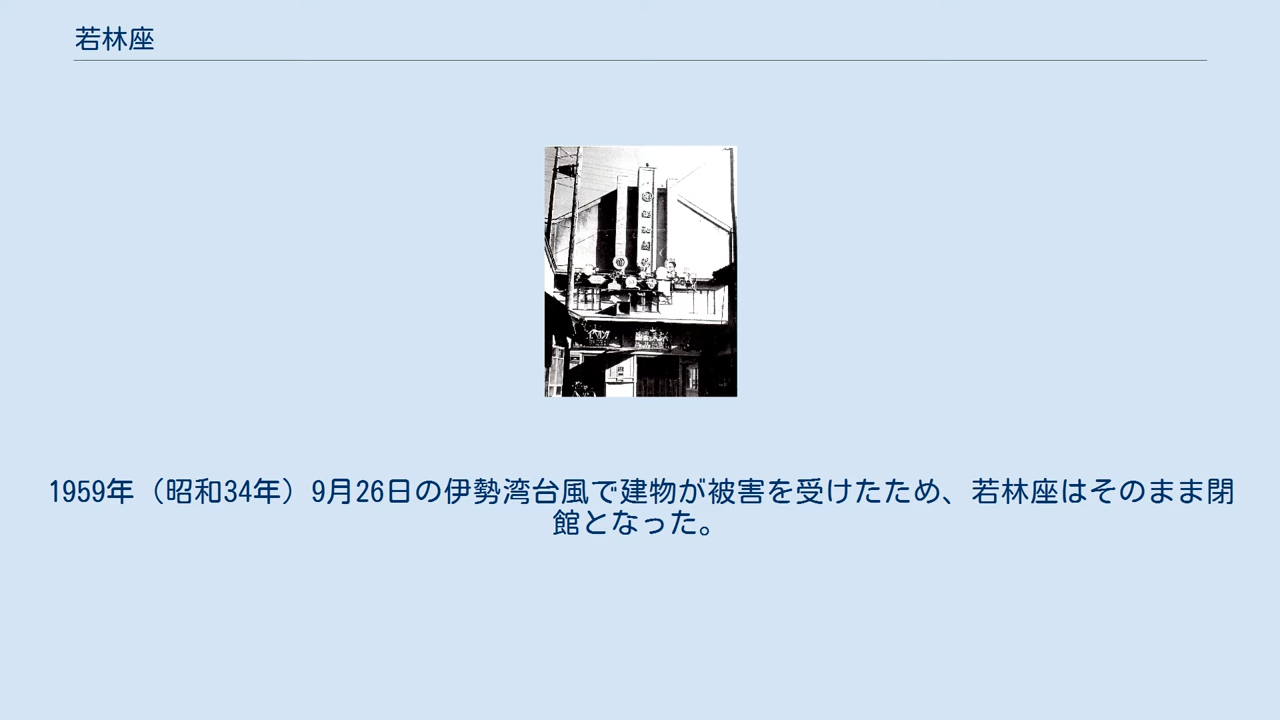 若林座
1959年（昭和34年）9月26日の伊勢湾台風で建物が被害を受けたため、若林座はそのまま閉
館となった。